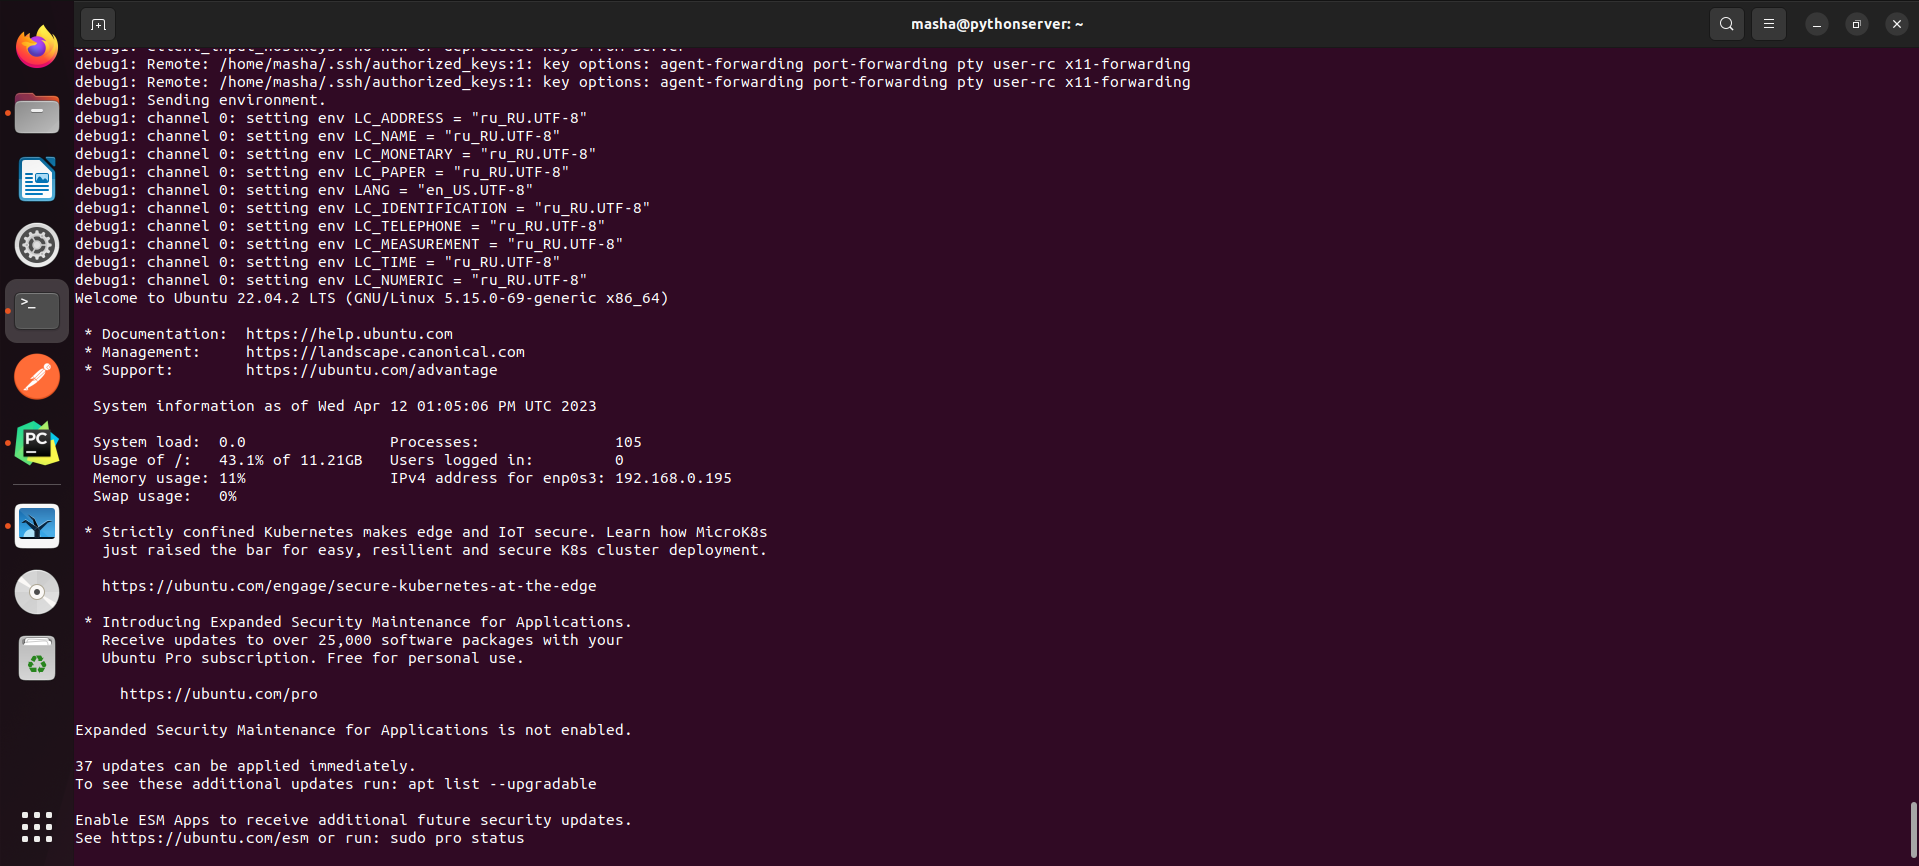 masha@pythonserver: ~
debug1: client_input_hostkeys: no new or deprecated keys from server
debug1: Remote: /home/masha/.ssh/authorized_keys:1: key options: agent-forwarding port-forwarding pty user-rc x11-forwarding
debug1: Remote: /home/masha/.ssh/authorized_keys:1: key options: agent-forwarding port-forwarding pty user-rc x11-forwarding
debug1: Sending environment.
debug1: channel 0: setting env LC_ADDRESS = "ru_RU.UTF-8"
debug1: channel 0: setting env LC_NAME = "ru_RU.UTF-8"
debug1: channel 0: setting env LC_MONETARY = "ru_RU.UTF-8"
debug1: channel 0: setting env LC_PAPER = "ru_RU.UTF-8"
debug1: channel 0: setting env LANG = "en_US.UTF-8"
debug1: channel 0: setting env LC_IDENTIFICATION = "ru_RU.UTF-8"
debug1: channel 0: setting env LC_TELEPHONE = "ru_RU.UTF-8"
debug1: channel 0: setting env LC_MEASUREMENT = "ru_RU.UTF-8"
debug1: channel 0: setting env LC_TIME = "ru_RU.UTF-8"
debug1: channel 0: setting env LC_NUMERIC = "ru_RU.UTF-8"
Welcome to Ubuntu 22.04.2 LTS (GNU/Linux 5.15.0-69-generic x86_64)
* Documentation:  https://help.ubuntu.com
* Management:     https://landscape.canonical.com
* Support:        https://ubuntu.com/advantage
System information as of Wed Apr 12 01:05:06 PM UTC 2023
System load:  0.0                Processes:               105
Usage of /:   43.1% of 11.21GB   Users logged in:         0
Memory usage: 11%                IPv4 address for enp0s3: 192.168.0.195
Swap usage:   0%
* Strictly confined Kubernetes makes edge and IoT secure. Learn how MicroK8s
just raised the bar for easy, resilient and secure K8s cluster deployment.
https://ubuntu.com/engage/secure-kubernetes-at-the-edge
* Introducing Expanded Security Maintenance for Applications.
Receive updates to over 25,000 software packages with your
Ubuntu Pro subscription. Free for personal use.
https://ubuntu.com/pro
Expanded Security Maintenance for Applications is not enabled.
37 updates can be applied immediately.
To see these additional updates run: apt list --upgradable
Enable ESM Apps to receive additional future security updates.
See https://ubuntu.com/esm or run: sudo pro status
>_
PC